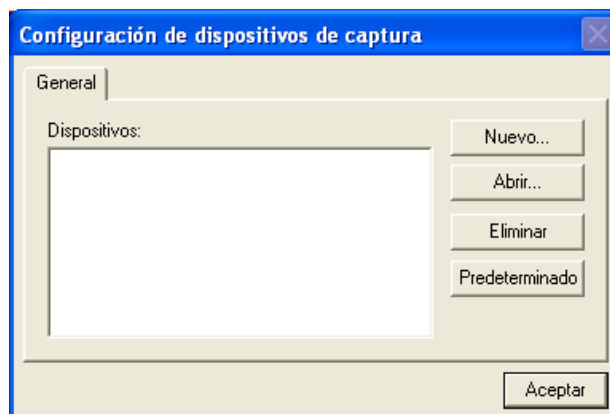 Configuración de dispositivos de captura
General
Dispositivos:
Nuevo...
Abrir...
Eliminar
Predeterminado
Aceptar